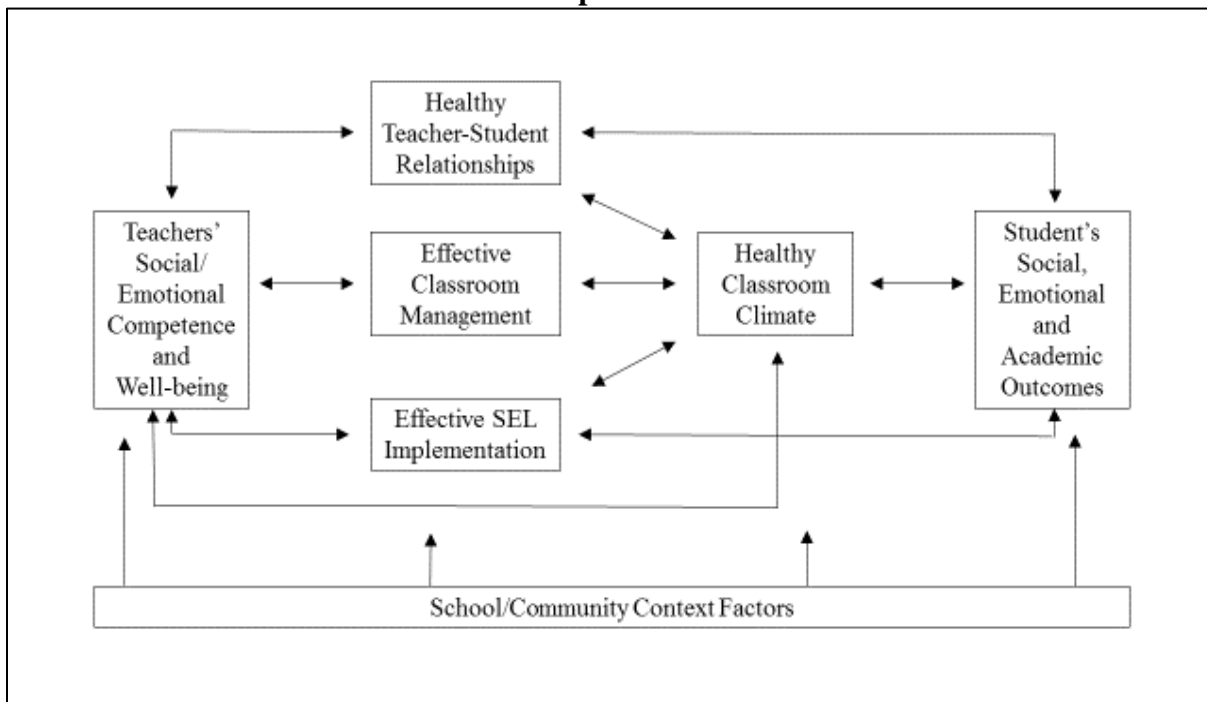 Healthy
Teacher-Student
Relationships
Teachers’
Social/
Emotional
Competence
and
Well-being
Effective
Classroom
Management
Healthy
Classroom
Climate
Student’s
Social,
Emotional
and
Academic
Outcomes
Effective SEL
Implementation
School/Community Context Factors